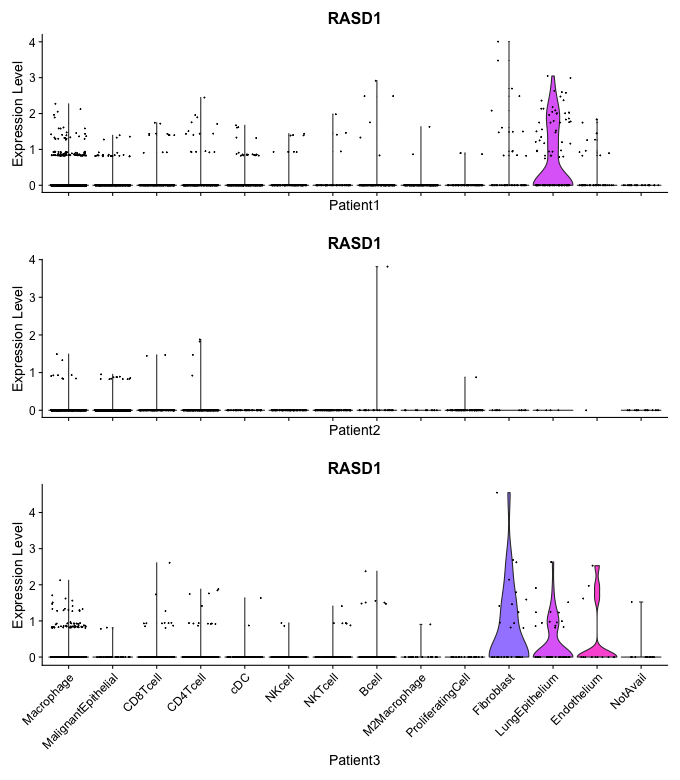 RASD1
Expression Level
4
3
2
1
0
Patient1
RASD1
Expression Level
4
3
2
1
0
Patient2
RASD1
Expression Level
4
3
2
1
0
Macrophage
MalignantEpithelial
CD8Tcell
CD4Tcell
cDC
NKcell
NKTcell
Bcell
M2Macrophage
ProliferatingCell
Fibroblast
LungEpithelium
Endothelium
NotAvail
Patient3